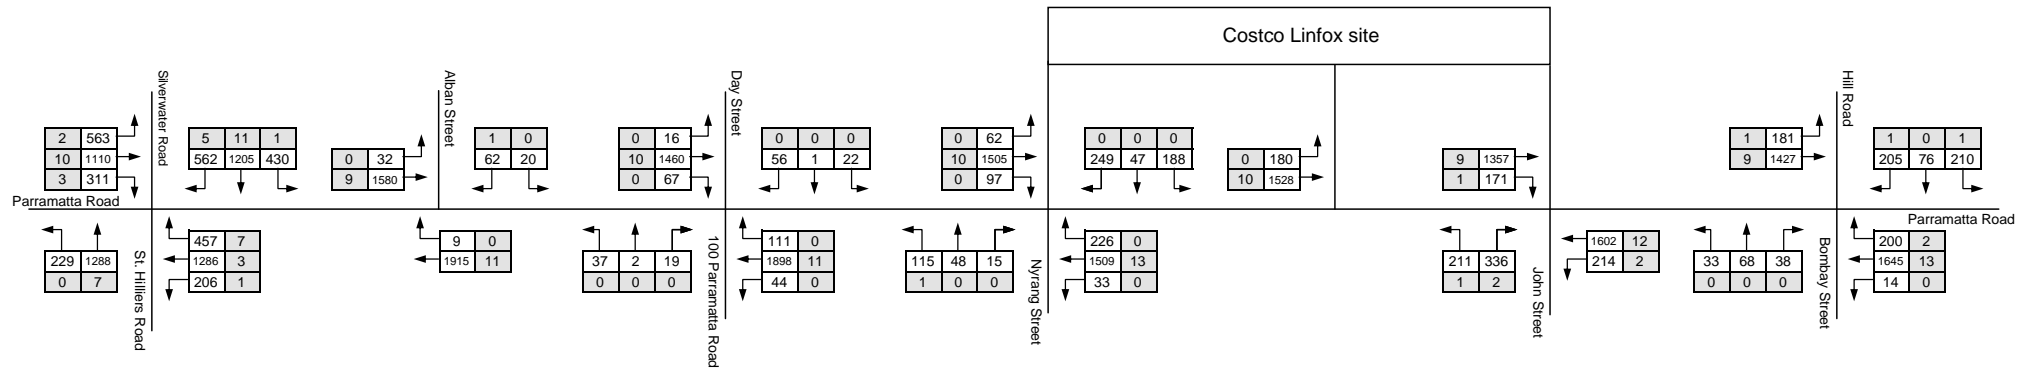 Costco Linfox site
Silverwater Road
Alban Street
Day Street
Hill Road
2 563
10 1110
3 311
5 11 1
562 1205 430
0 32
9 1580
1 0
62 20
0 16
10 1460
0 67
0 0 0
56 1 22
0 62
10 1505
0 97
0 0 0
249 47 188
0 180
10 1528
9 1357
1 171
1 181
9 1427
1 0 1
205 76 210
Parramatta Road
Parramatta Road
229 1288
0 7
St. Hilliers Road
457 7
1286 3
206 1
9 0
1915 11
37 2 19
0 0 0
100 Parramatta Road
111 0
1898 11
44 0
115 48 15
1 0 0
Nyrang Street
226 0
1509 13
33 0
211 336
1 2
John Street
1602 12
214 2
33 68 38
0 0 0
Bombay Street
200 2
1645 13
14 0